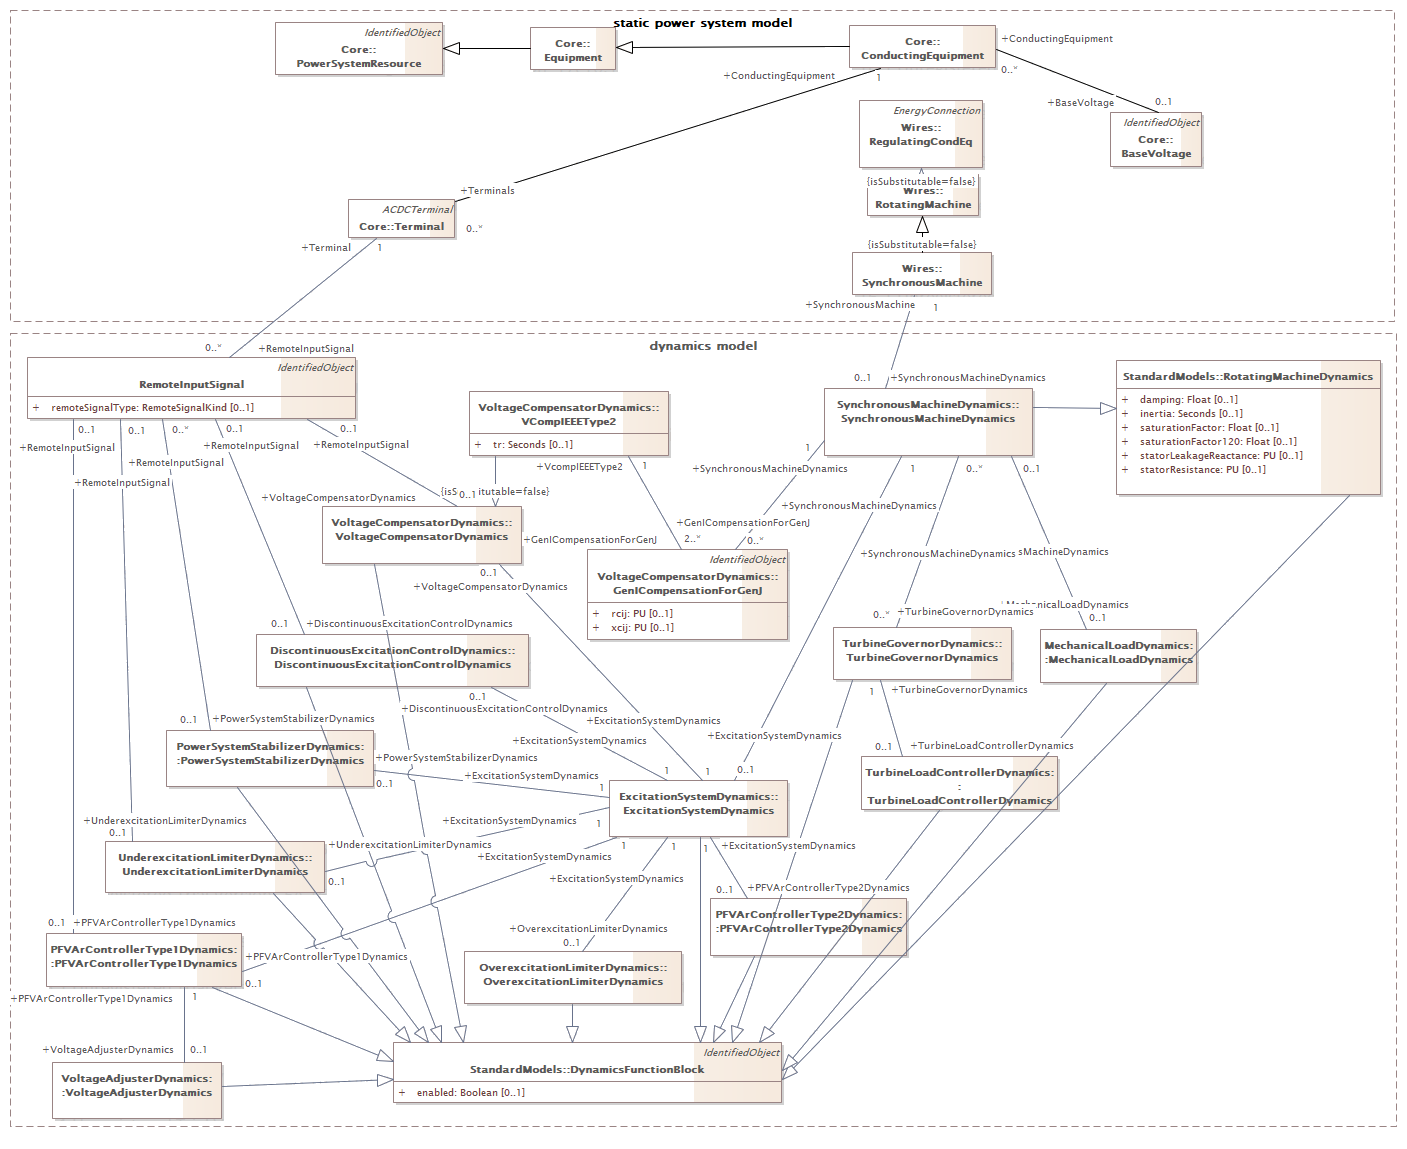 static power system model
IdentifiedObject
Core::
PowerSystemResource
Core::
Equipment
Core::
ConductingEquipment
+ConductingEquipment
0..*
+ConductingEquipment
1
+BaseVoltage
0..1
IdentifiedObject
Core::
BaseVoltage
EnergyConnection
Wires::
RegulatingCondEq
{isSubstitutable=false}
Wires::
RotatingMachine
+Terminals
0..*
ACDCTerminal
Core::Terminal
+Terminal
1
{isSubstitutable=false}
Wires::
SynchronousMachine
+SynchronousMachine
1
dynamics model
0..*
+RemoteInputSignal
IdentifiedObject
RemoteInputSignal
+ remoteSignalType: RemoteSignalKind [0..1]
0..1
0..1
0..*
0..1
0..1
+RemoteInputSignal
+RemoteInputSignal
+RemoteInputSignal
+RemoteInputSignal
+RemoteInputSignal
VoltageCompensatorDynamics::
VCompIEEEType2
+ tr: Seconds [0..1]
+VcompIEEEType2
1
0..1
+SynchronousMachineDynamics
SynchronousMachineDynamics::
SynchronousMachineDynamics
StandardModels::RotatingMachineDynamics
+ damping: Float [0..1]
+ inertia: Seconds [0..1]
+ saturationFactor: Float [0..1]
+ saturationFactor120: Float [0..1]
+ statorLeakageReactance: PU [0..1]
+ statorResistance: PU [0..1]
1
+SynchronousMachineDynamics
1
0..*
0..1
{isS
0..1
itutable=false}
+VoltageCompensatorDynamics
+SynchronousMachineDynamics
VoltageCompensatorDynamics::
VoltageCompensatorDynamics
+GenICompensationForGenJ
+GenICompensationForGenJ
2..*
0..*
+SynchronousMachineDynamics
sMachineDynamics
0..1
+VoltageCompensatorDynamics
IdentifiedObject
VoltageCompensatorDynamics::
GenICompensationForGenJ
+ rcij: PU [0..1]
+ xcij: PU [0..1]
0..*
+TurbineGovernorDynamics
MechanicalLoadDynamics
0..1
0..1
+DiscontinuousExcitationControlDynamics
DiscontinuousExcitationControlDynamics::
DiscontinuousExcitationControlDynamics
TurbineGovernorDynamics::
TurbineGovernorDynamics
MechanicalLoadDynamics:
:MechanicalLoadDynamics
0..1
+DiscontinuousExcitationControlDynamics
1
+TurbineGovernorDynamics
0..1
+PowerSystemStabilizerDynamics
+ExcitationSystemDynamics
+ExcitationSystemDynamics
+ExcitationSystemDynamics
0..1
+TurbineLoadControllerDynamics
PowerSystemStabilizerDynamics:
:PowerSystemStabilizerDynamics
+PowerSystemStabilizerDynamics
0..1
+ExcitationSystemDynamics
1
1
1
0..1
TurbineLoadControllerDynamics:
:
TurbineLoadControllerDynamics
ExcitationSystemDynamics::
ExcitationSystemDynamics
+UnderexcitationLimiterDynamics
0..1
+ExcitationSystemDynamics
1
+UnderexcitationLimiterDynamics
1
1
1
+ExcitationSystemDynamics
UnderexcitationLimiterDynamics::
UnderexcitationLimiterDynamics
0..1
+ExcitationSystemDynamics
+ExcitationSystemDynamics
0..1
+PFVArControllerType2Dynamics
PFVArControllerType2Dynamics:
:PFVArControllerType2Dynamics
0..1
+PFVArControllerType1Dynamics
+OverexcitationLimiterDynamics
0..1
PFVArControllerType1Dynamics:
:PFVArControllerType1Dynamics
+PFVArControllerType1Dynamics
0..1
OverexcitationLimiterDynamics::
OverexcitationLimiterDynamics
+PFVArControllerType1Dynamics
1
+VoltageAdjusterDynamics
0..1
VoltageAdjusterDynamics:
:VoltageAdjusterDynamics
IdentifiedObject
StandardModels::DynamicsFunctionBlock
+ enabled: Boolean [0..1]